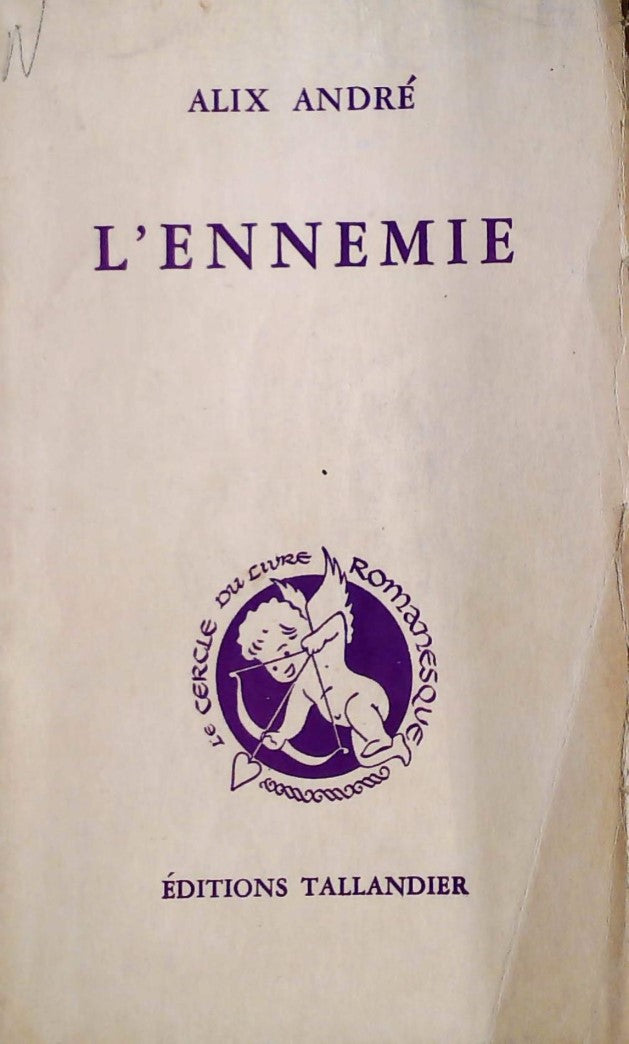 N
ALIX ANDRÉ
L'ENNEMIE
LE CERCLE DU LIVRE ROMANESQUE
ÉDITIONS TALLANDIER